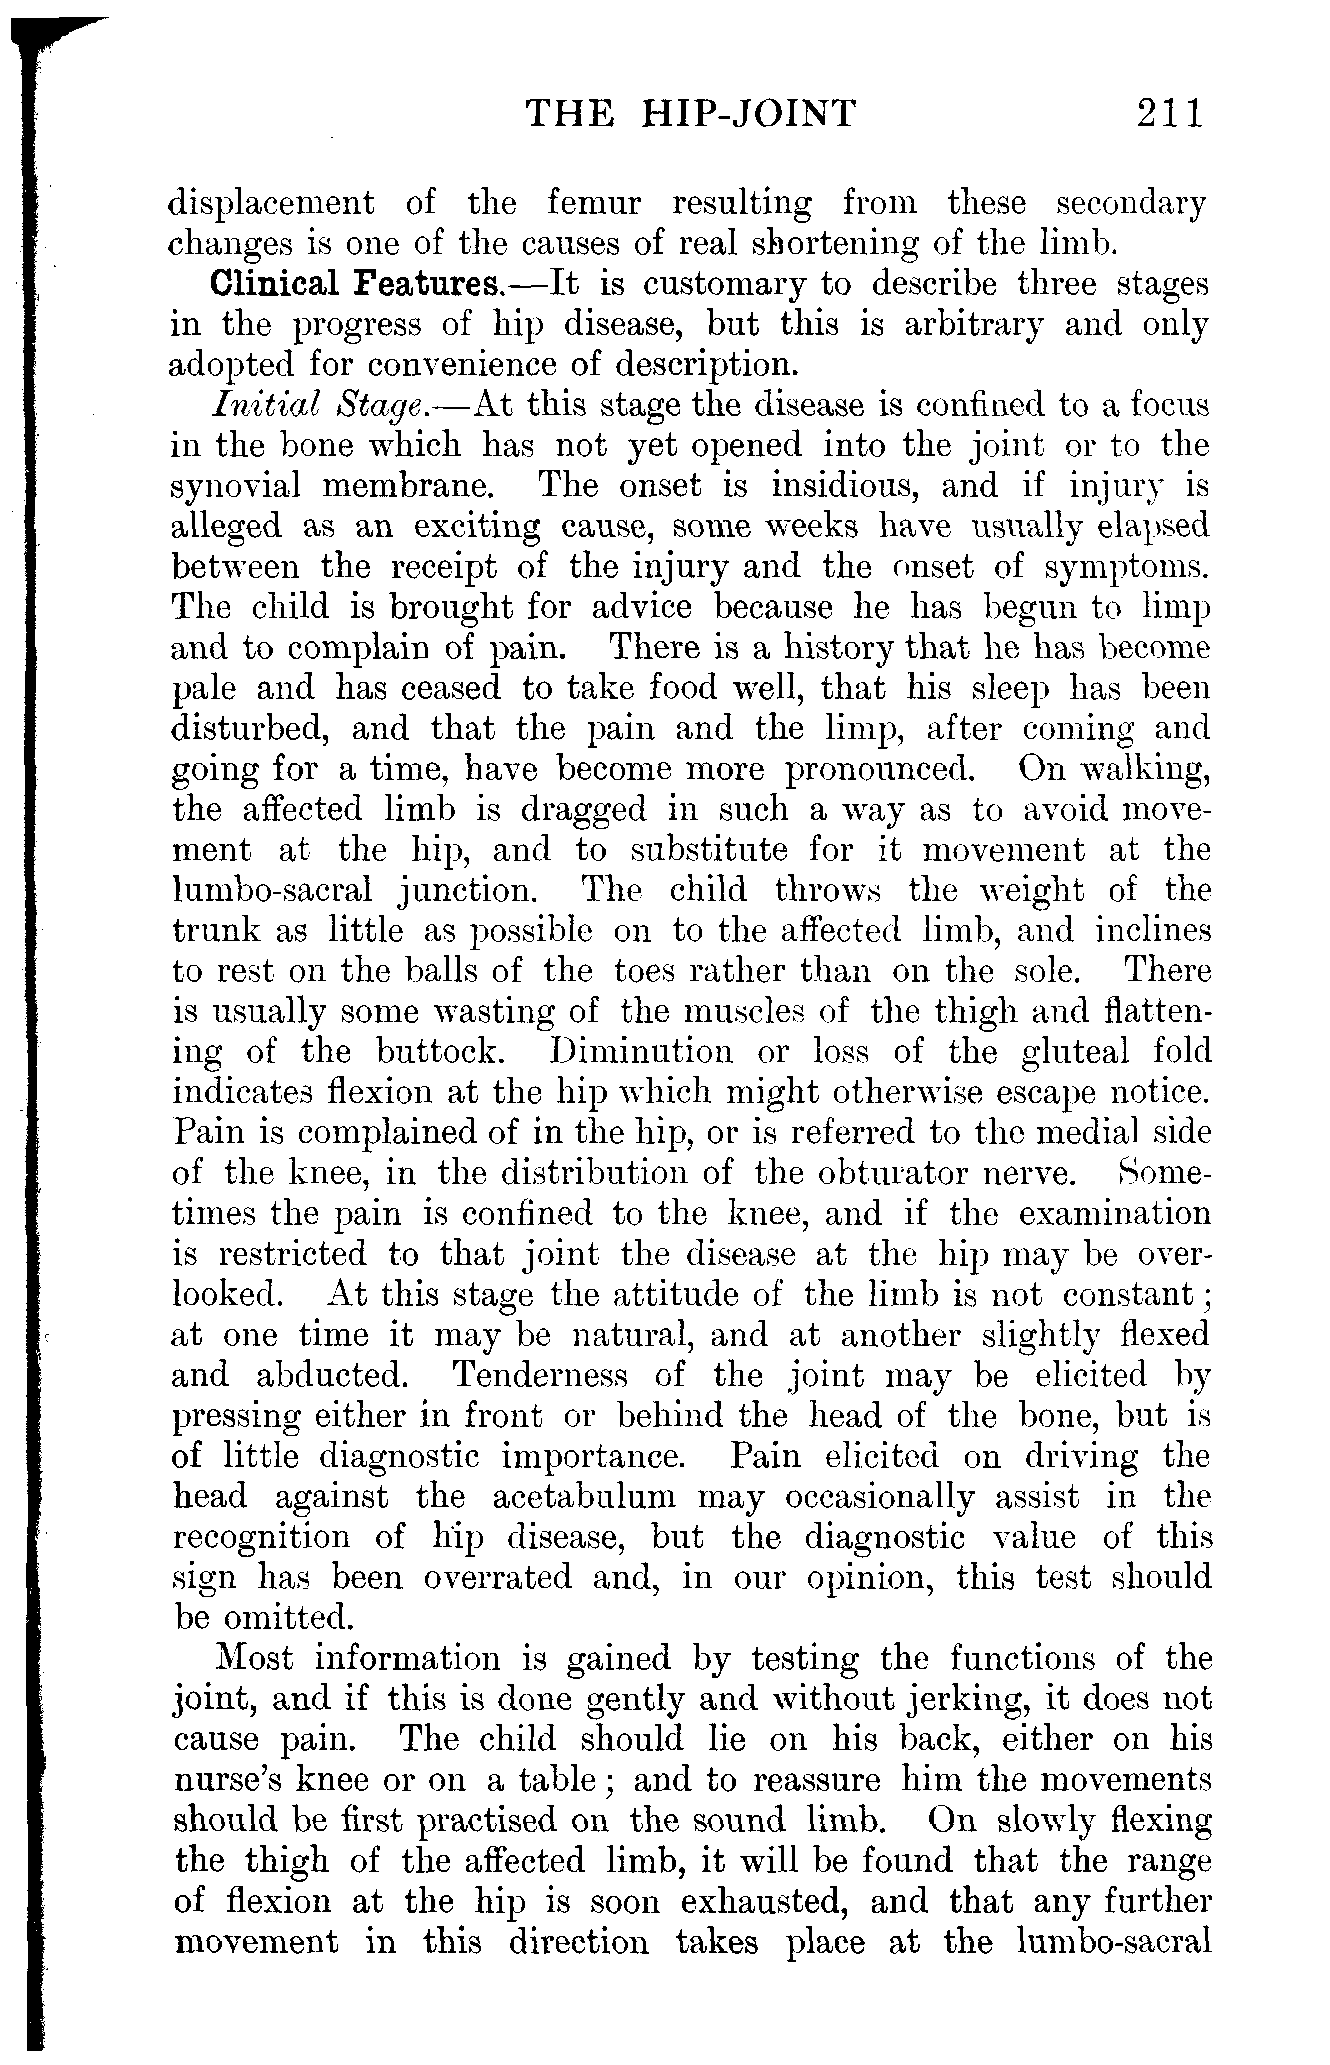 THE HIP-JOINT 211
displacement of the femur resulting from these secondary
changes is one of the causes of real shortening of the limb.
Clinical Features.—It is customary to describe three stages
in the progress of hip disease, but this is arbitrary and only
adopted for convenience of description.
Initial Stage.—At this stage the disease is confined to a focus
in the bone which has not yet opened into the joint or to the
synovial membrane. The onset is insidious, and if injury is
alleged as an exciting cause, some weeks have usually elapsed
between the receipt of the injury and the onset of symptoms.
The child is brought for advice because he has begun to limp
and to complain of pain. There is a history that he has become
pale and has ceased to take food well, that his sleep has been
disturbed, and that the pain and the limp, after coming and
going for a time, have become more pronounced. On walking,
the affected limb is dragged in such a way as to avoid move-
ment at the hip, and to substitute for it movement at the
lumbo-sacral junction. The child throws the weight of the
trunk as little as possible on to the affected limb, and inclines
to rest on the balls of the toes rather than on the sole. There
is usually some wasting of the muscles of the thigh and flatten-
ing of the buttock. Diminution or loss of the gluteal fold
indicates flexion at the hip which might otherwise escape notice.
Pain is complained of in the hip, or is referred to the medial side
of the knee, in the distribution of the obturator nerve. Some-
times the pain is confined to the knee, and if the examination
is restricted to that joint the disease at the hip may be over-
looked. At this stage the attitude of the limb is not constant ;
at one time it may be natural, and at another slightly flexed
and abducted. Tenderness of the joint may be elicited by
pressing either in front or behind the head of the bone, but is
of little diagnostic importance. Pain elicited on driving the
head against the acetabulum may occasionally assist in the
recognition of hip disease, but the diagnostic value of this
sign has been overrated and, in our opinion, this test should
be omitted.
Most information is gained by testing the functions of the
joint, and if this is done gently and without jerking, it does not
cause pain. The child should lie on his back, either on his
nurse's knee or on a table ; and to reassure him the movements
should be first practised on the sound limb. On slowly flexing
the thigh of the affected limb, it will be found that the range
of flexion at the hip is soon exhausted, and that any further
movement in this direction takes place at the lumbo-sacral